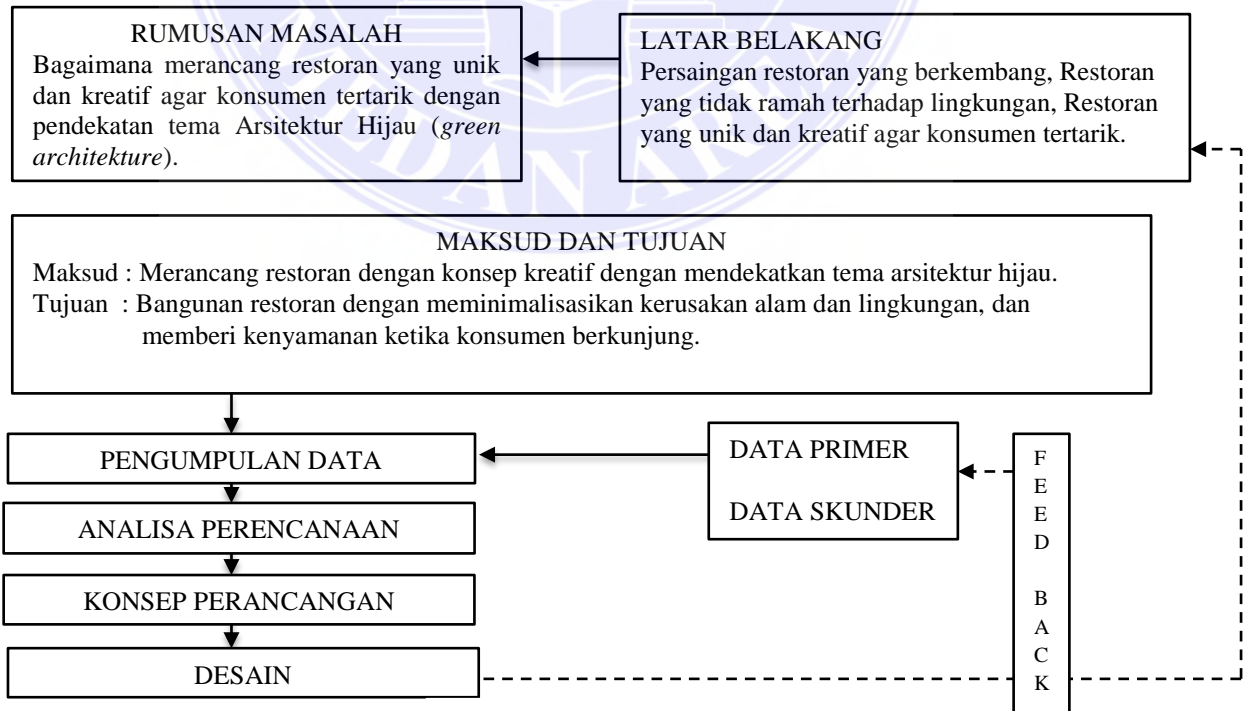 RUMUSAN MASALAH
Bagaimana merancang restoran yang unik
dan kreatif agar konsumen tertarik dengan
pendekatan tema Arsitektur Hijau (green
architekture).
LATAR BELAKANG
Persaingan restoran yang berkembang, Restoran
yang tidak ramah terhadap lingkungan, Restoran
yang unik dan kreatif agar konsumen tertarik.
MEDAN AREA
MAKSUD DAN TUJUAN
Maksud : Merancang restoran dengan konsep kreatif dengan mendekatkan tema arsitektur hijau.
Tujuan : Bangunan restoran dengan meminimalisasikan kerusakan alam dan lingkungan, dan
memberi kenyamanan ketika konsumen berkunjung.
PENGUMPULAN DATA
DATA PRIMER
DATA SKUNDER
ANALISA PERENCANAAN
KONSEP PERANCANGAN
DESAIN
F
E
E
D
B
A
C
K